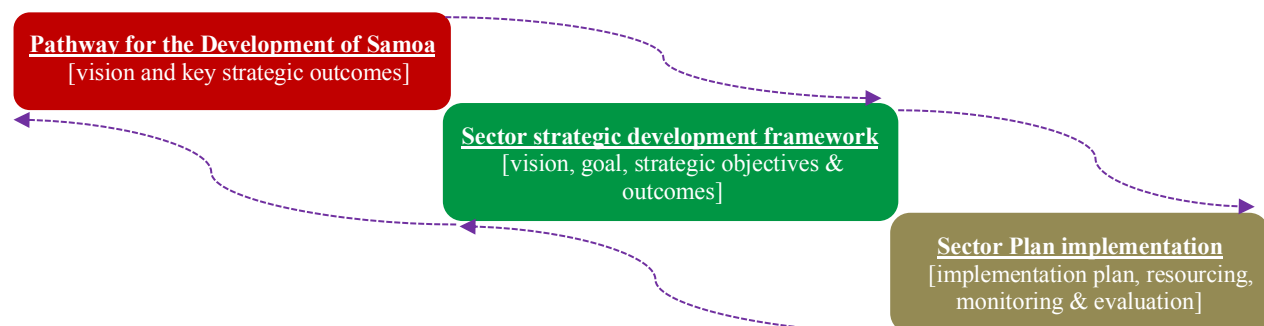 Pathway for the Development of Samoa
[vision and key strategic outcomes]
Sector strategic development framework
[vision, goal, strategic objectives &
outcomes]
Sector Plan implementation
[implementation plan, resourcing,
monitoring & evaluation]